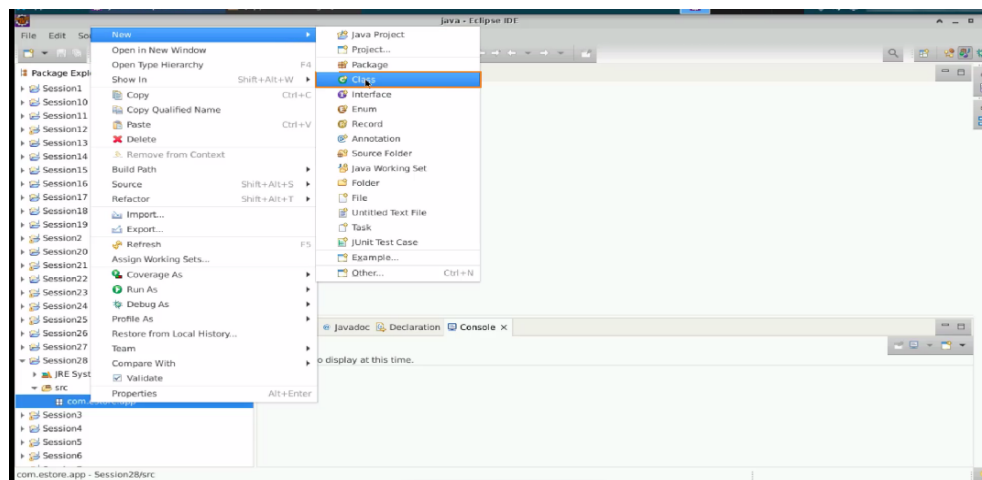 java - Eclipse IDE
File Edit
New
Open in New Window
Open Type Hierarchy F4
Show In Shift+Alt+W
Copy Ctrl+C
Copy Qualified Name
Paste Ctrl+V
Delete
Remove from Context
Build Path
Source Shift+Alt+S
Refactor Shift+Alt+T
Import...
Export...
Refresh F5
Assign Working Sets...
Coverage As
Run As
Debug As
Profile As
Restore from Local History...
Team
Compare With
Validate
Properties Alt+Enter
Java Project
Project...
Package
Class
Interface
Enum
Record
Annotation
Source Folder
Java Working Set
Folder
File
Untitled Text File
Task
JUnit Test Case
Example...
Other... Ctrl+N
Package Expl
Session1
Session10
Session11
Session12
Session13
Session14
Session15
Session16
Session17
Session18
Session19
Session2
Session20
Session21
Session22
Session23
Session24
Session25
Session26
Session27
Session28
JRE Syst
src
Session3
Session4
Session5
Session6
Javadoc Declaration Console
o display at this time.
com.estore.app - Session28/src